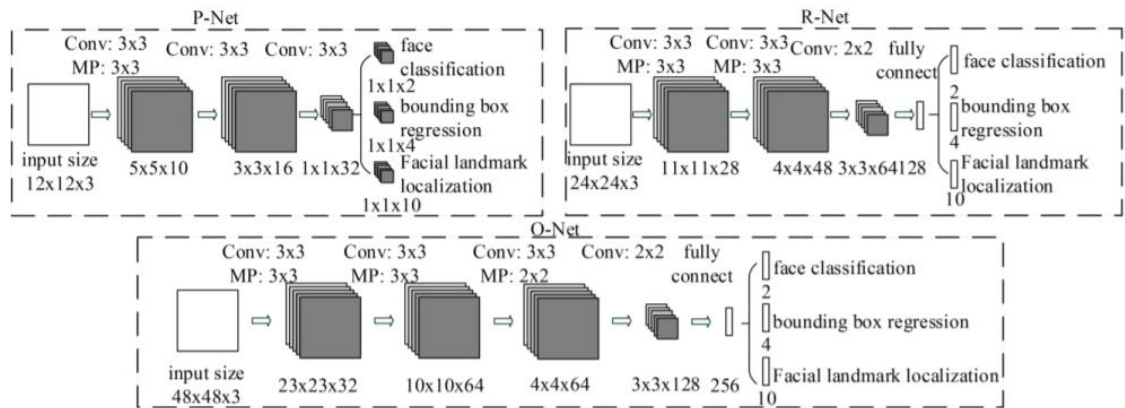 P-Net
Conv: 3x3
MP: 3x3
Conv: 3x3
Conv: 3x3
face
classification
1x1x2
bounding box
regression
1x1x4
Facial landmark
localization
1x1x10
input size
12x12x3
5x5x10
3x3x16
1x1x32
R-Net
Conv: 3x3
MP: 3x3
Conv: 3x3
MP: 3x3
Conv: 2x2
fully
connect
face classification
2
bounding box
regression
4
Facial landmark
localization
10
input size
24x24x3
11x11x28
4x4x48
3x3x64
128
O-Net
Conv: 3x3
MP: 3x3
Conv: 3x3
MP: 3x3
Conv: 3x3
MP: 2x2
Conv: 2x2
fully
connect
face classification
2
bounding box regression
4
Facial landmark localization
10
input size
48x48x3
23x23x32
10x10x64
4x4x64
3x3x128
256